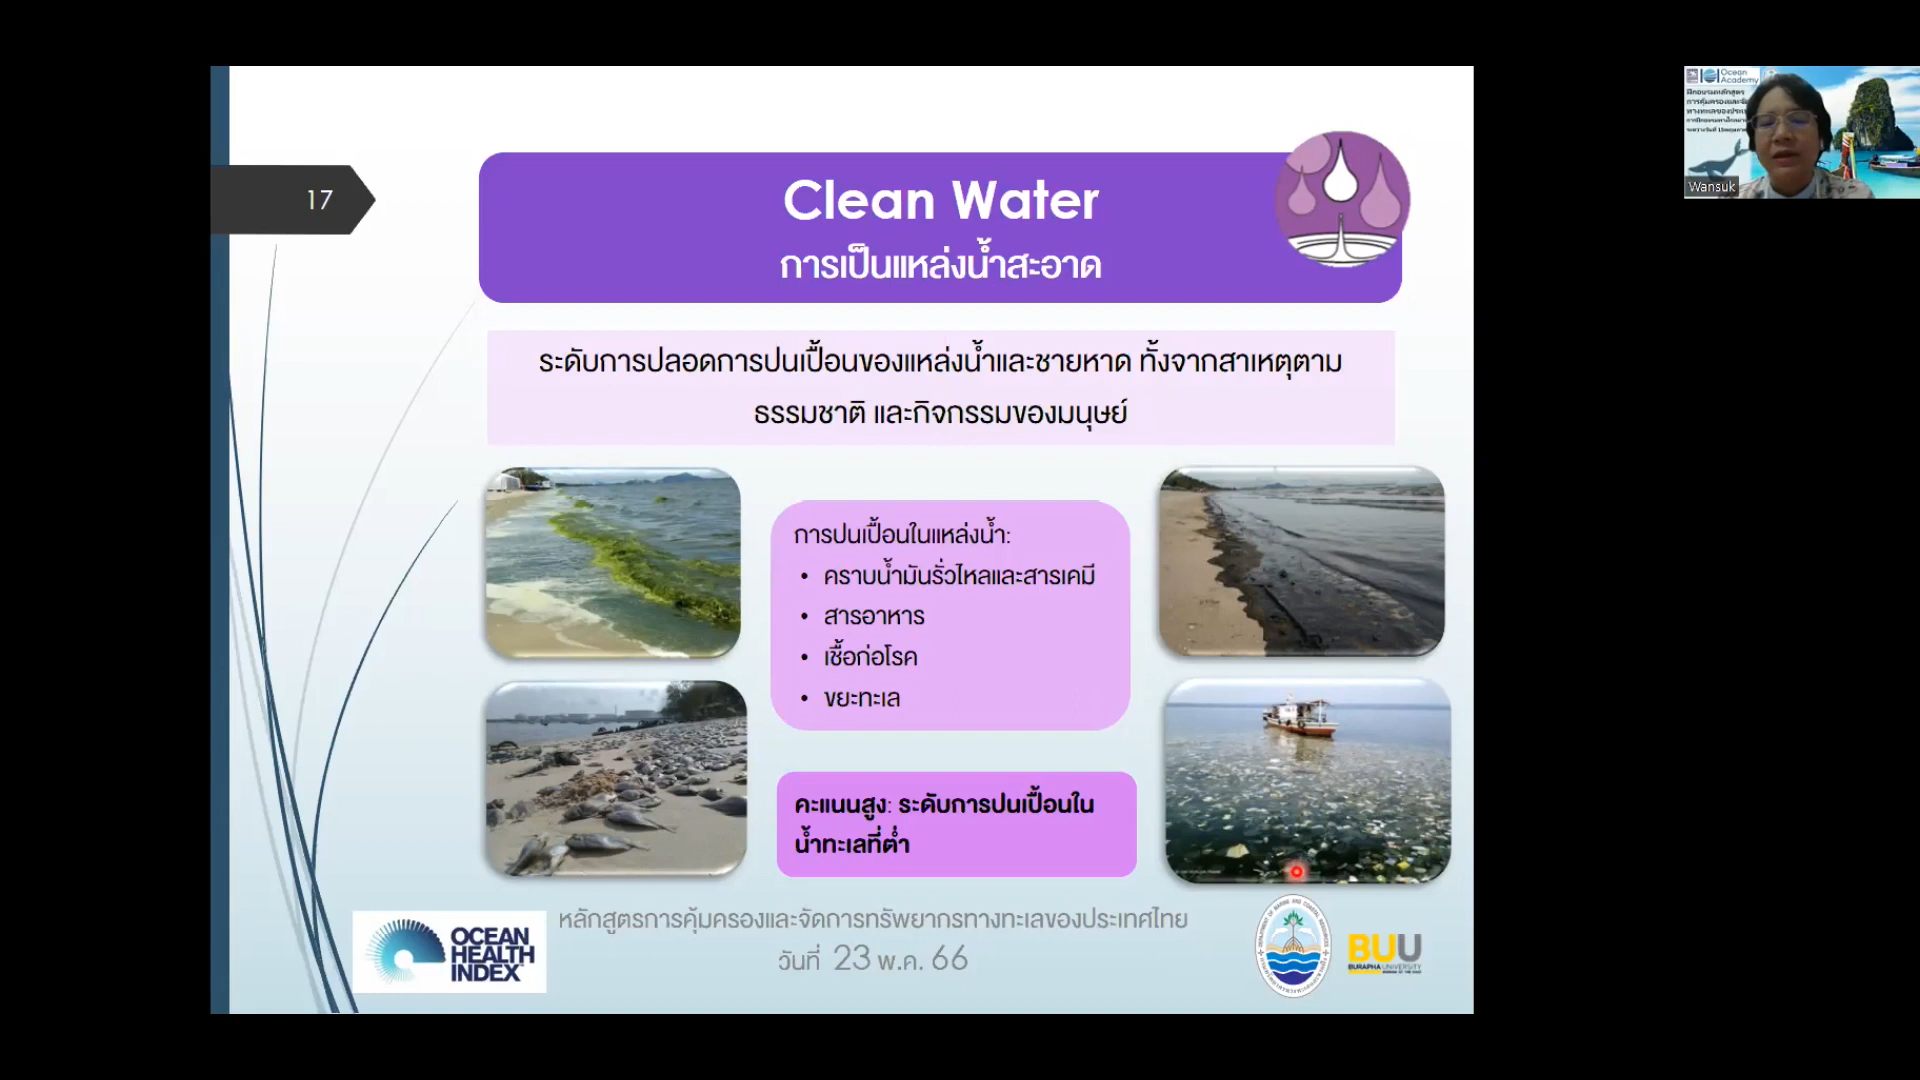 17
Clean Water
การเป็นแหล่งน้ำสะอาด
ระดับการปลอดการปนเปื้อนของแหล่งน้ำและชายหาด ทั้งจากสาเหตุตาม
ธรรมชาติ และกิจกรรมของมนุษย์
การปนเปื้อนในแหล่งน้ำ:
• คราบน้ำมันรั่วไหลและสารเคมี
• สารอาหาร
• เชื้อก่อโรค
• ขยะทะเล
คะแนนสูง: ระดับการปนเปื้อนใน
น้ำทะเลที่ต่ำ
OCEAN
HEALTH
INDEX
หลักสูตรการคุ้มครองและจัดการทรัพยากรทางทะเลของประเทศไทย
วันที่ 23 พ.ค. 66
BUU
BURAPHA UNIVERSITY
Ocean
Academy
Wansuk